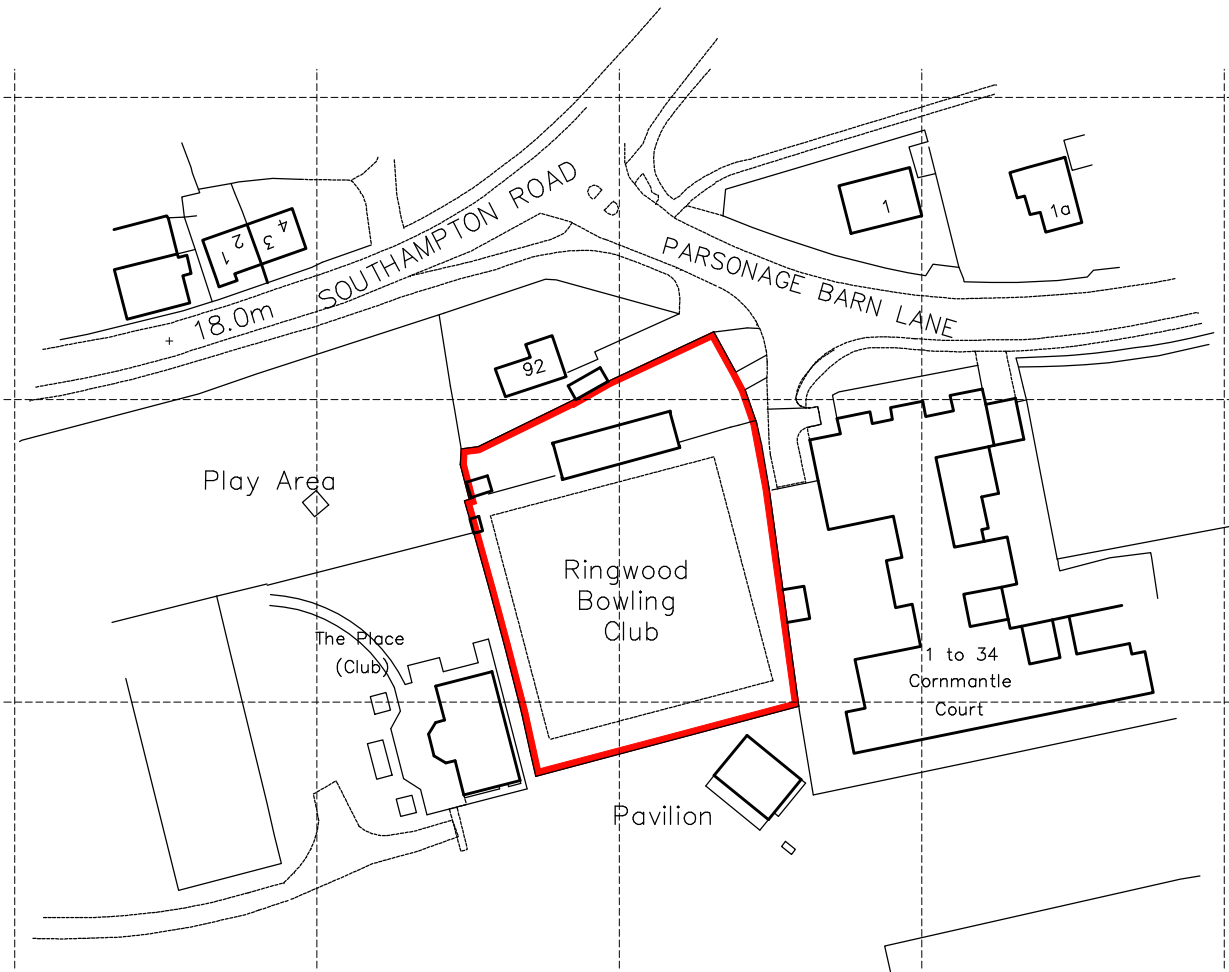 SOUTHAMPTON ROAD
18.0m
1
2
3
4
PARSONAGE BARN LANE
1
1a
92
Play Area
Ringwood
Bowling
Club
The Place
(Club)
1 to 34
Cornmantle
Court
Pavilion